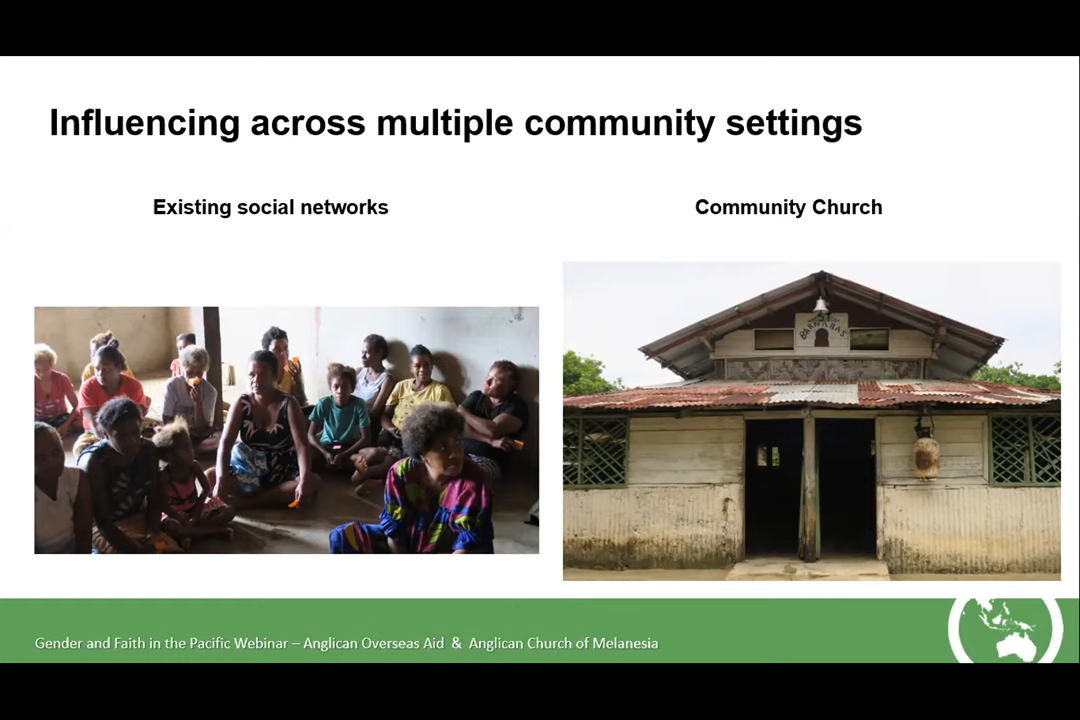 Influencing across multiple community settings
Existing social networks
Community Church
BARNABAS
Gender and Faith in the Pacific Webinar – Anglican Overseas Aid & Anglican Church of Melanesia